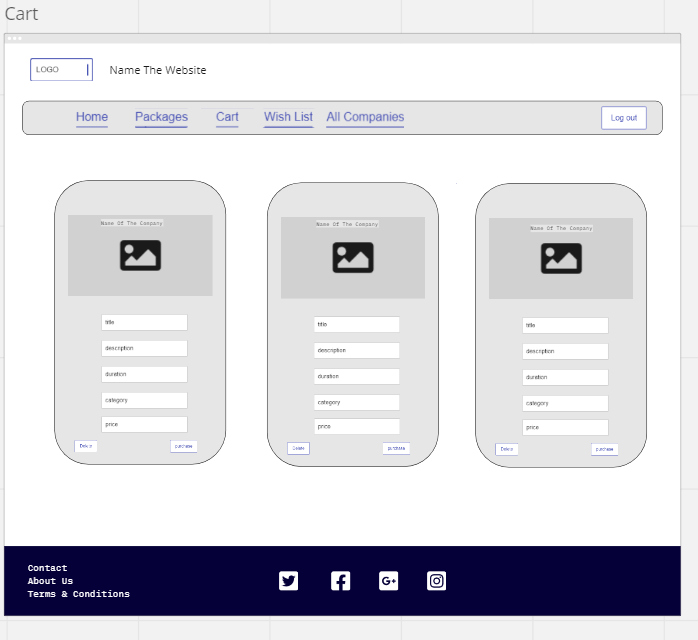 Cart
LOGO
Name The Website
Home Packages Cart Wish List All Companies Log out
Name Of The Company
title
description
duration
category
price
Delete purchase
Name Of The Company
title
description
duration
category
price
Delete purchase
Name Of The Company
title
description
duration
category
price
Delete purchase
Contact
About Us
Terms & Conditions